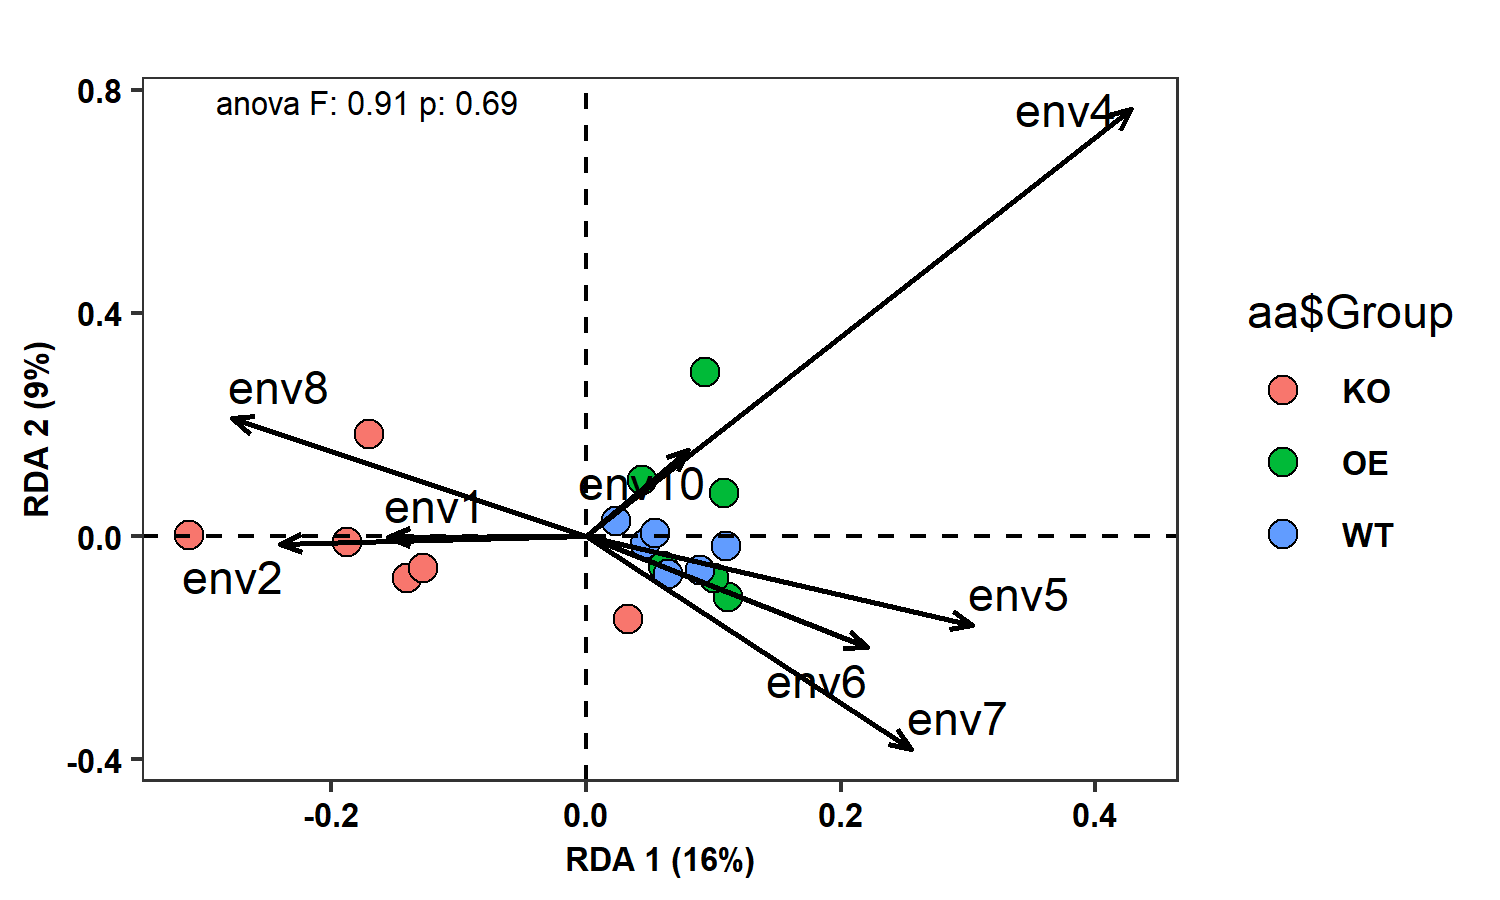 0.8
anova F: 0.91 p: 0.69
env4
aa$Group
0.4
KO
env8
OE
env10
env1
RDA 2 (9%)
0.0
WT
env2
env5
env6
env7
-0.4
-0.2
0.0
0.2
0.4
RDA 1 (16%)